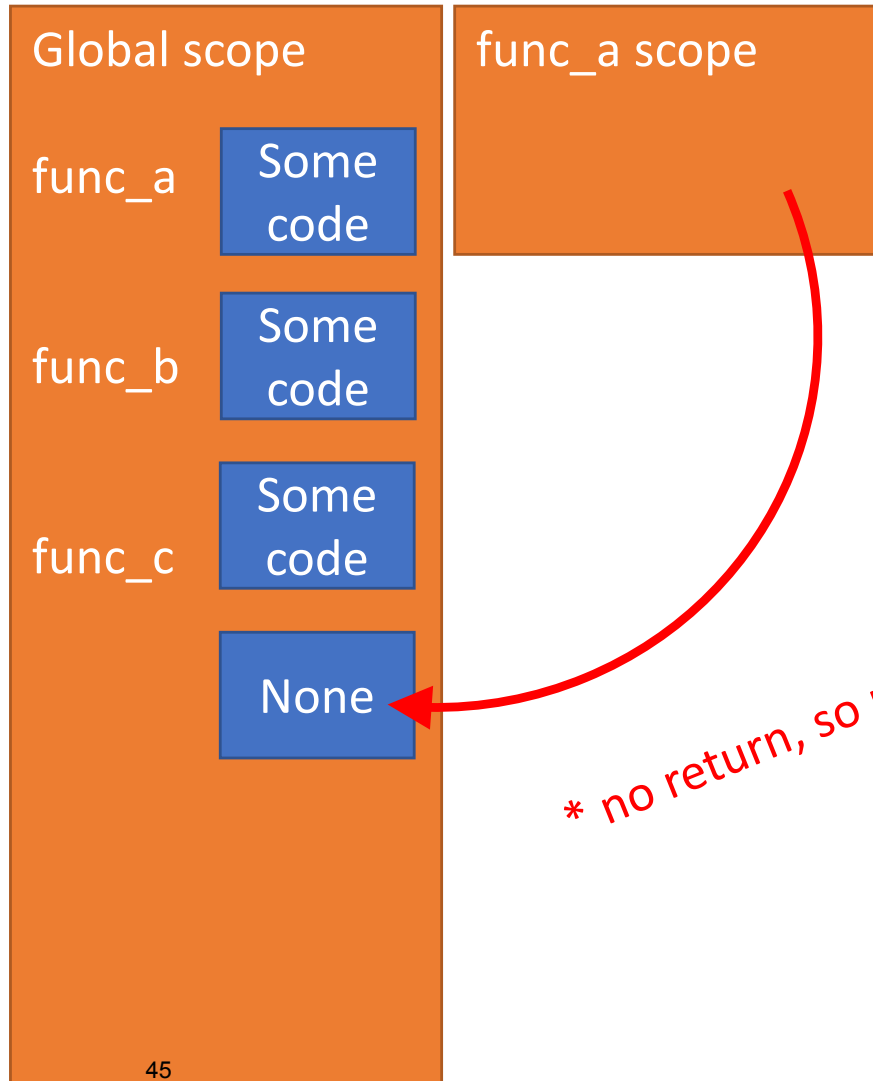 Global scope
func_a
Some
code
func_b
Some
code
func_c
Some
code
None
func_a scope
* no return, so
45